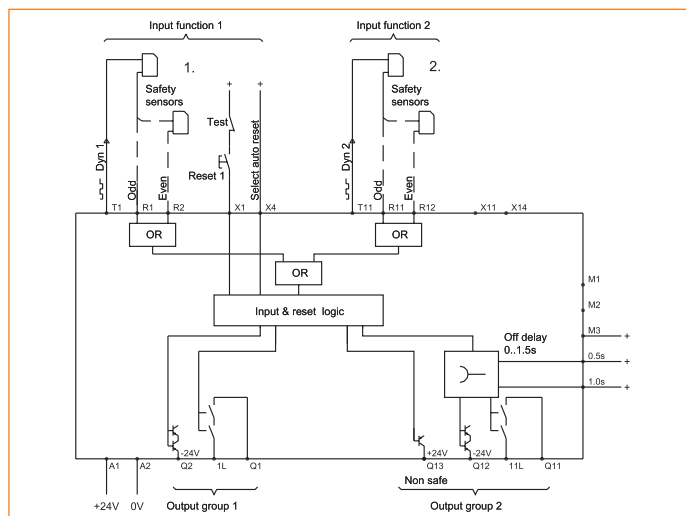 Input function 1
Input function 2
1.
2.
Safety
sensors
Safety
sensors
+
+
Test
Reset 1
Select auto reset
Dyn 1
Odd
Even
Dyn 2
Odd
Even
T1
R1
R2
X1
X4
T11
R11
R12
X11
X14
OR
OR
OR
Input & reset logic
M1
M2
M3
+
Off delay
0..1.5s
0.5s
+
1.0s
+
-24V
+24V
-24V
A1
A2
Q2
1L
Q1
Q13
Q12
11L
Q11
Non safe
+24V
0V
Output group 1
Output group 2